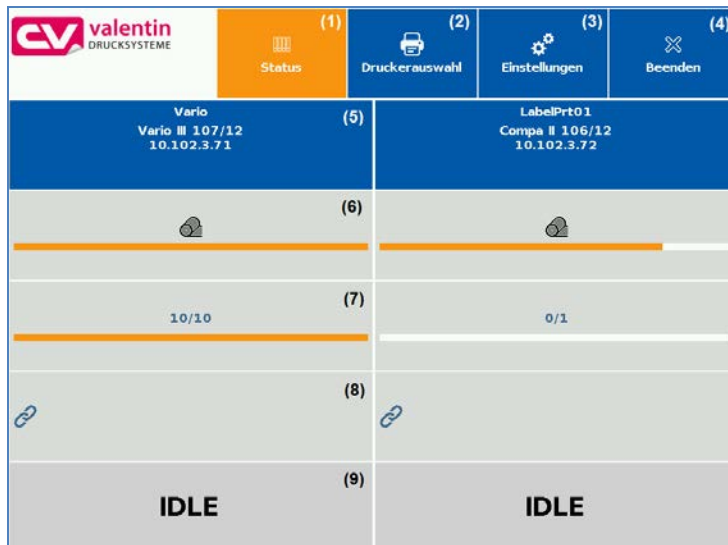 valentin
DRUCKSYSTEME
(1)
Status
(2)
Druckerauswahl
(3)
Einstellungen
(4)
Beenden
Vario
Vario III 107/12
10.102.3.71
(5)
LabelPrt01
Compa II 106/12
10.102.3.72
(6)
(7)
10/10
0/1
(8)
(9)
IDLE
IDLE